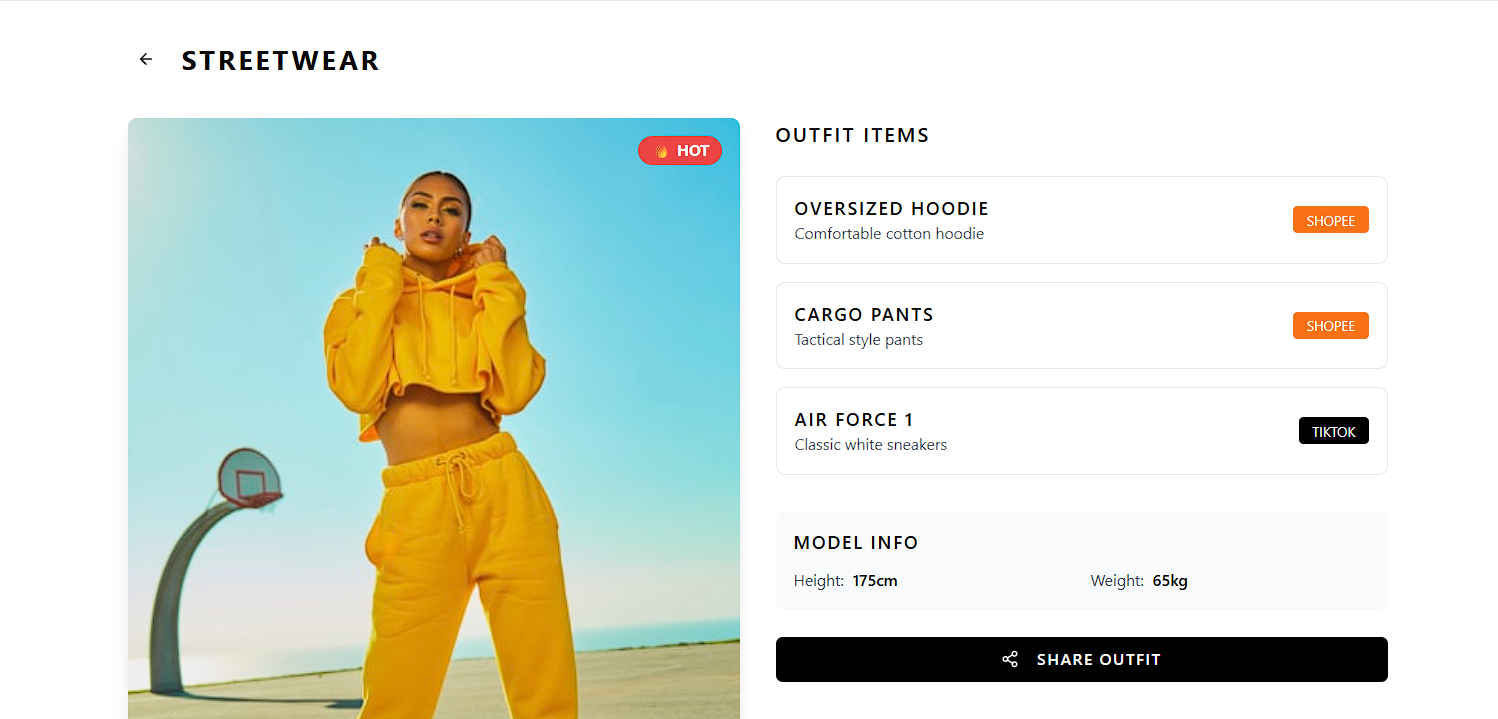 STREETWEAR
🔥 HOT
OUTFIT ITEMS
OVERSIZED HOODIE
Comfortable cotton hoodie
SHOPEE
CARGO PANTS
Tactical style pants
SHOPEE
AIR FORCE 1
Classic white sneakers
TIKTOK
MODEL INFO
Height: 175cm
Weight: 65kg
SHARE OUTFIT